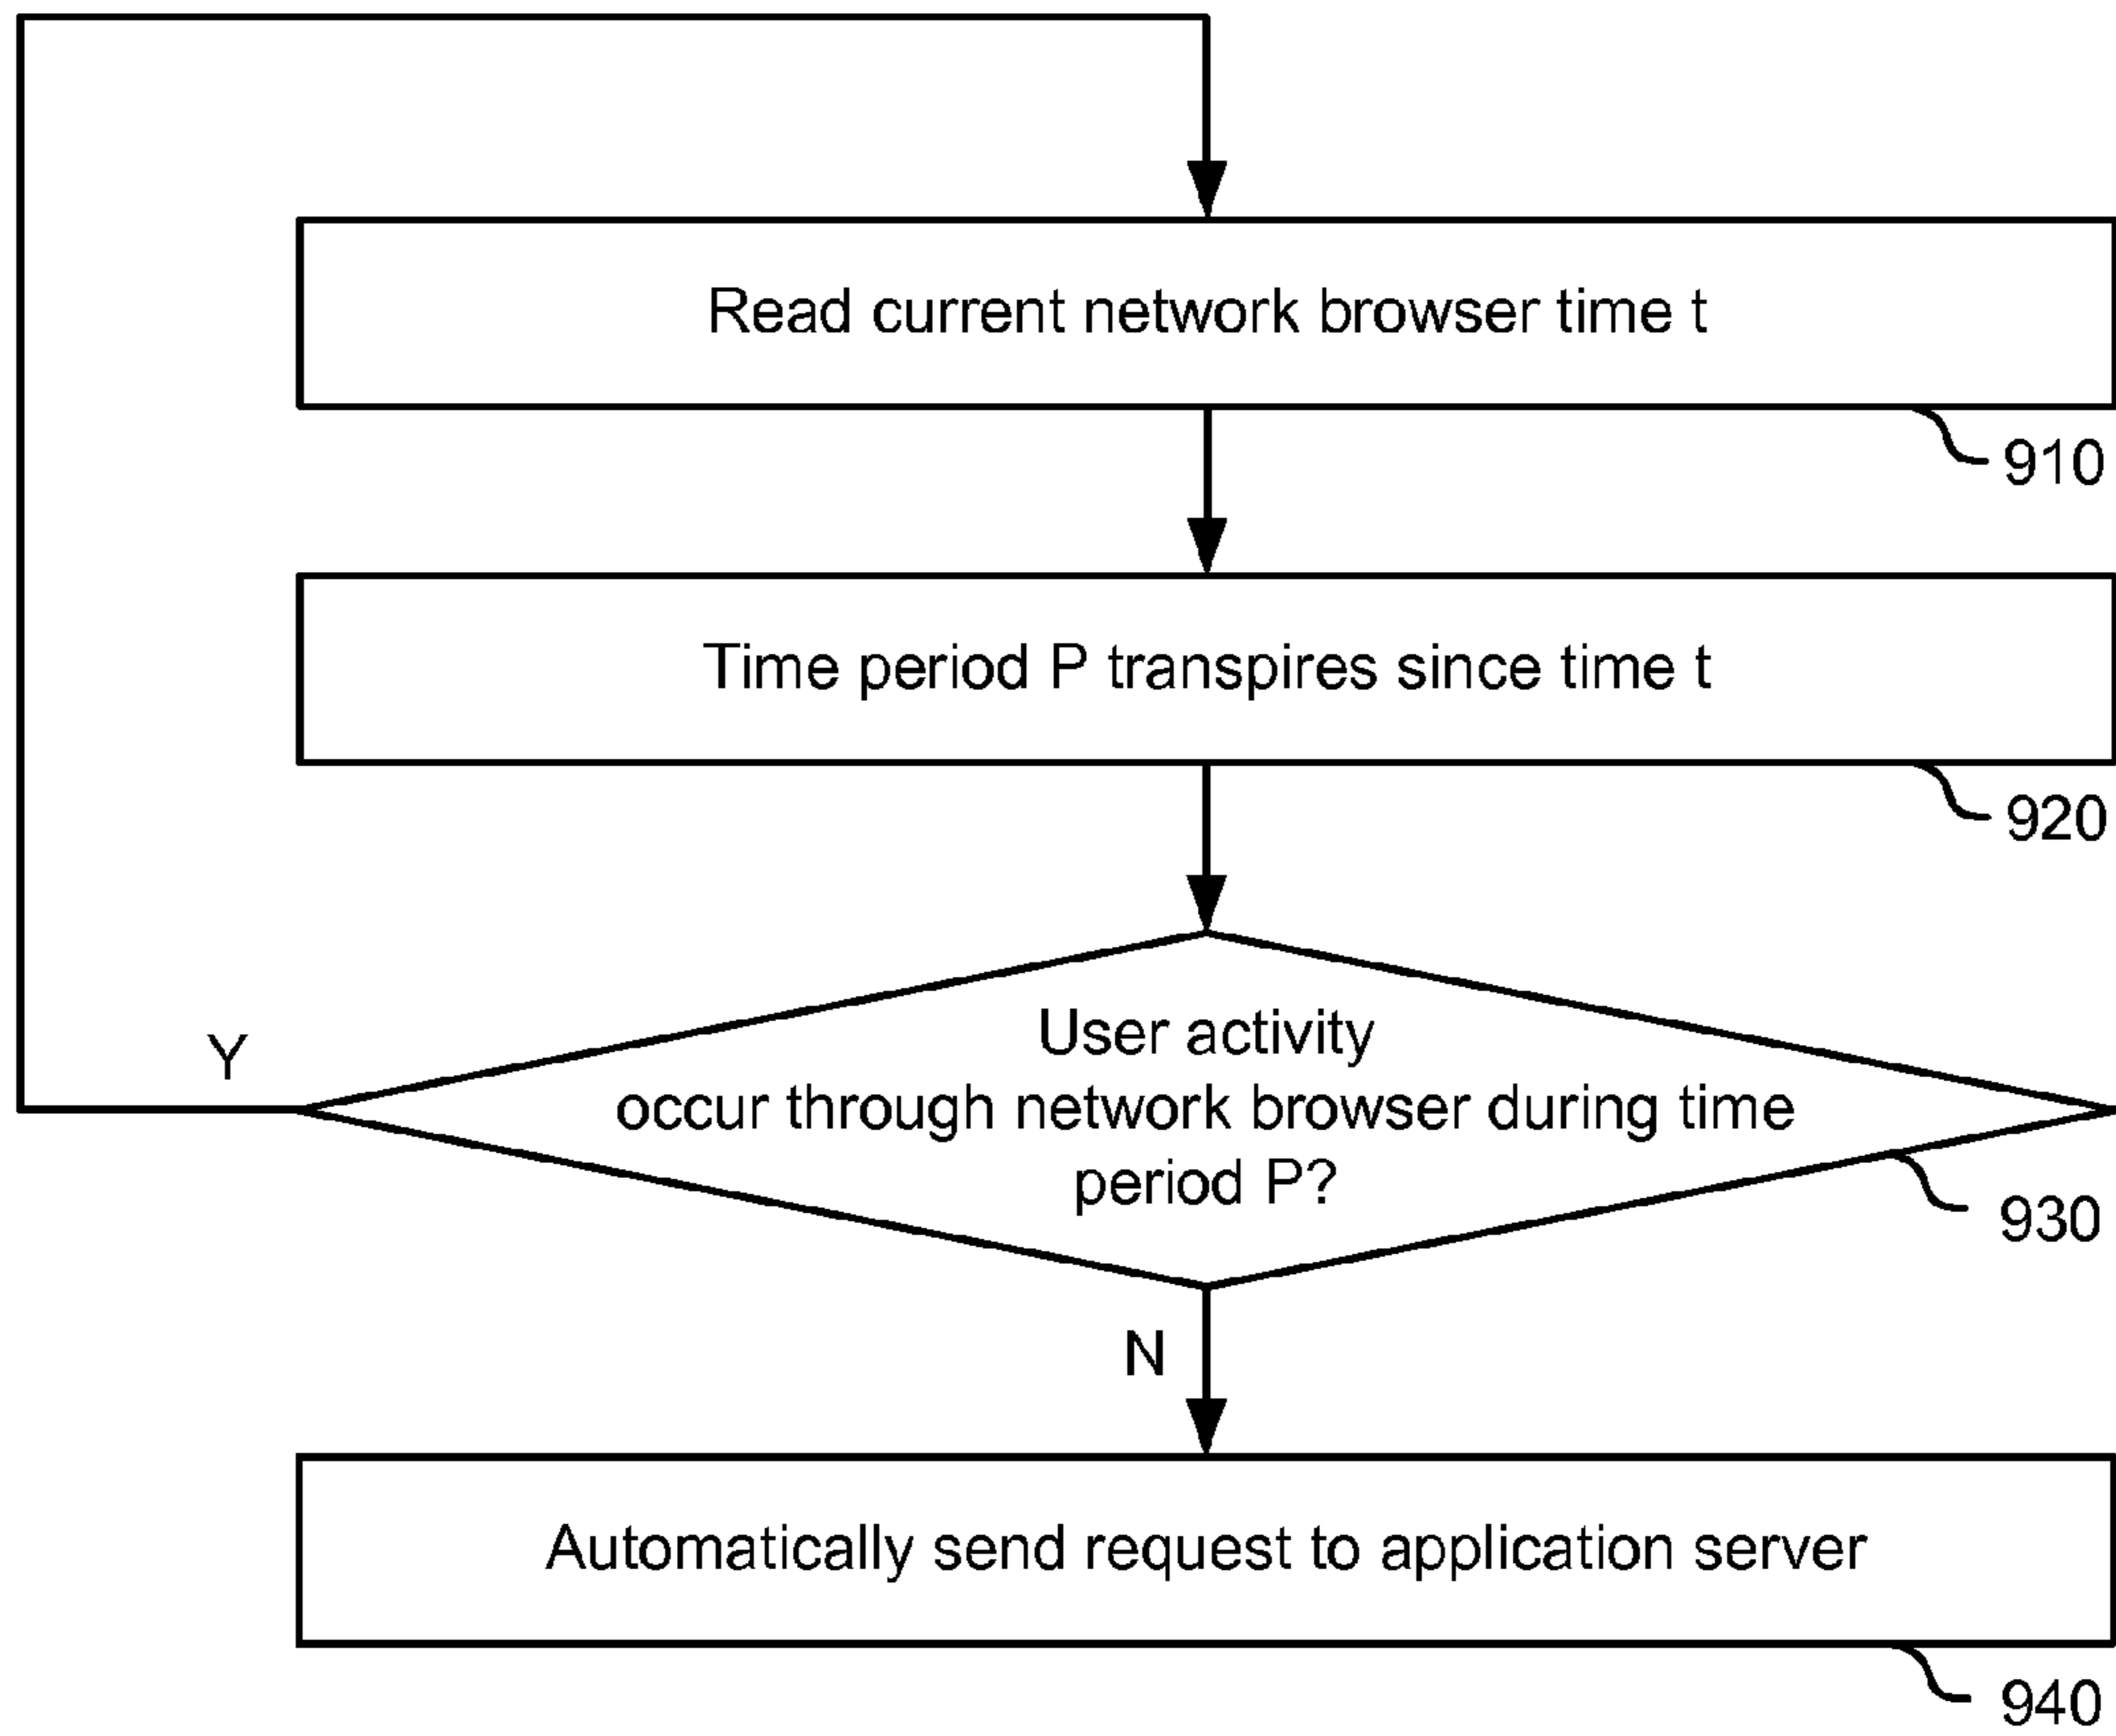 Read current network browser time t
910
Time period P transpires since time t
920
User activity
occur through network browser during time
period P?
930
Y
N
Automatically send request to application server
940